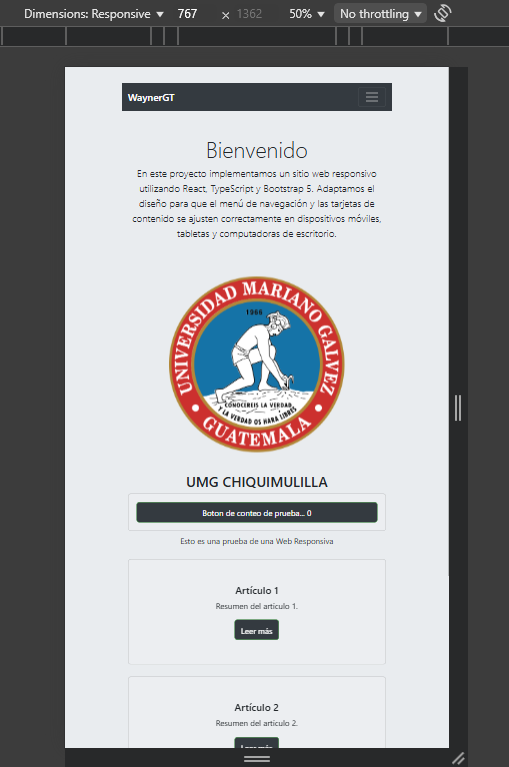 Dimensions: Responsive 767 × 1362 50% No throttling
WaynerGT
Bienvenido
En este proyecto implementamos un sitio web responsivo
utilizando React, TypeScript y Bootstrap 5. Adaptamos el
diseño para que el menú de navegación y las tarjetas de
contenido se ajusten correctamente en dispositivos móviles,
tabletas y computadoras de escritorio.
UNIVERSIDAD MARIANO GALVEZ
1966
CONOCEREIS LA VERDAD
Y LA VERDAD OS HARA LIBRES
GUATEMALA
UMG CHIQUIMULILLA
Boton de conteo de prueba... 0
Esto es una prueba de una Web Responsiva
Artículo 1
Resumen del artículo 1.
Leer más
Artículo 2
Resumen del artículo 2.
Leer más